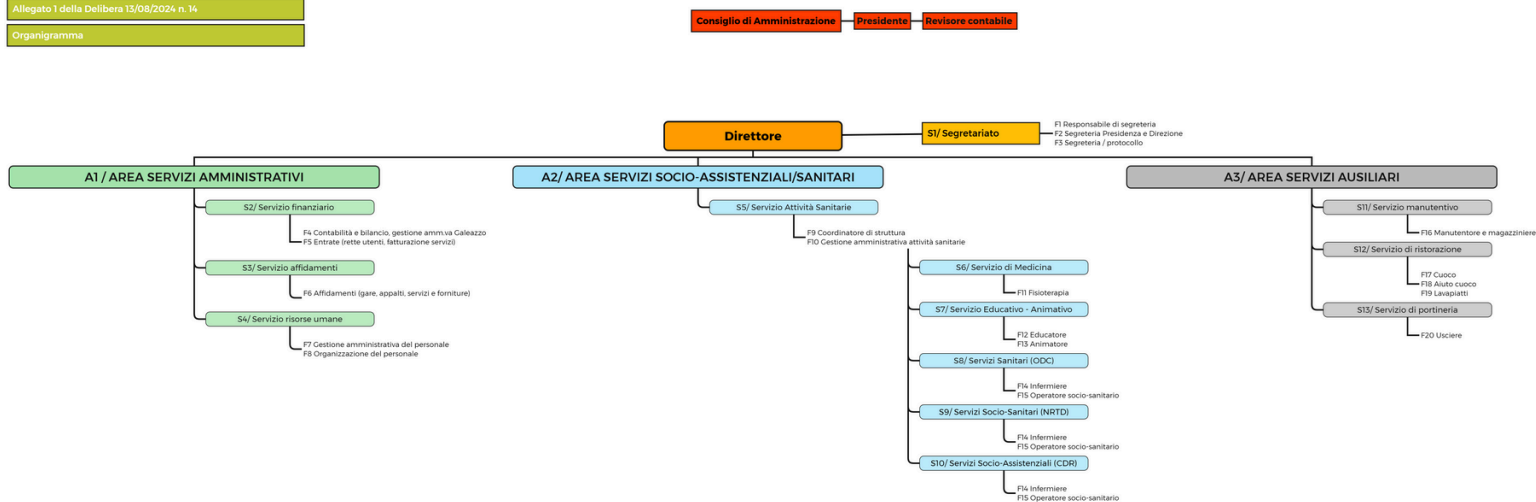 Allegato 1 della Delibera 13/08/2024 n. 14
Organigramma
Consiglio di Amministrazione
Presidente
Revisore contabile
Direttore
S1/ Segretariato
F1 Responsabile di segreteria
F2 Segreteria Presidenza e Direzione
F3 Segreteria / protocollo
A1 / AREA SERVIZI AMMINISTRATIVI
S2/ Servizio finanziario
F4 Contabilità e bilancio, gestione amm.va Galeazzo
F5 Entrate (rette utenti, fatturazione servizi)
S3/ Servizio affidamenti
F6 Affidamenti (gare, appalti, servizi e forniture)
S4/ Servizio risorse umane
F7 Gestione amministrativa del personale
F8 Organizzazione del personale
A2/ AREA SERVIZI SOCIO-ASSISTENZIALI/SANITARI
S5/ Servizio Attività Sanitarie
F9 Coordinatore di struttura
F10 Gestione amministrativa attività sanitarie
S6/ Servizio di Medicina
F11 Fisioterapia
S7/ Servizio Educativo - Animativo
F12 Educatore
F13 Animatore
S8/ Servizi Sanitari (ODC)
F14 Infermiere
F15 Operatore socio-sanitario
S9/ Servizi Socio-Sanitari (NRTD)
F14 Infermiere
F15 Operatore socio-sanitario
S10/ Servizi Socio-Assistenziali (CDR)
F14 Infermiere
F15 Operatore socio-sanitario
A3/ AREA SERVIZI AUSILIARI
S11/ Servizio manutentivo
F16 Manutentore e magazziniere
S12/ Servizio di ristorazione
F17 Cuoco
F18 Aiuto cuoco
F19 Lavapiatti
S13/ Servizio di portineria
F20 Usciere